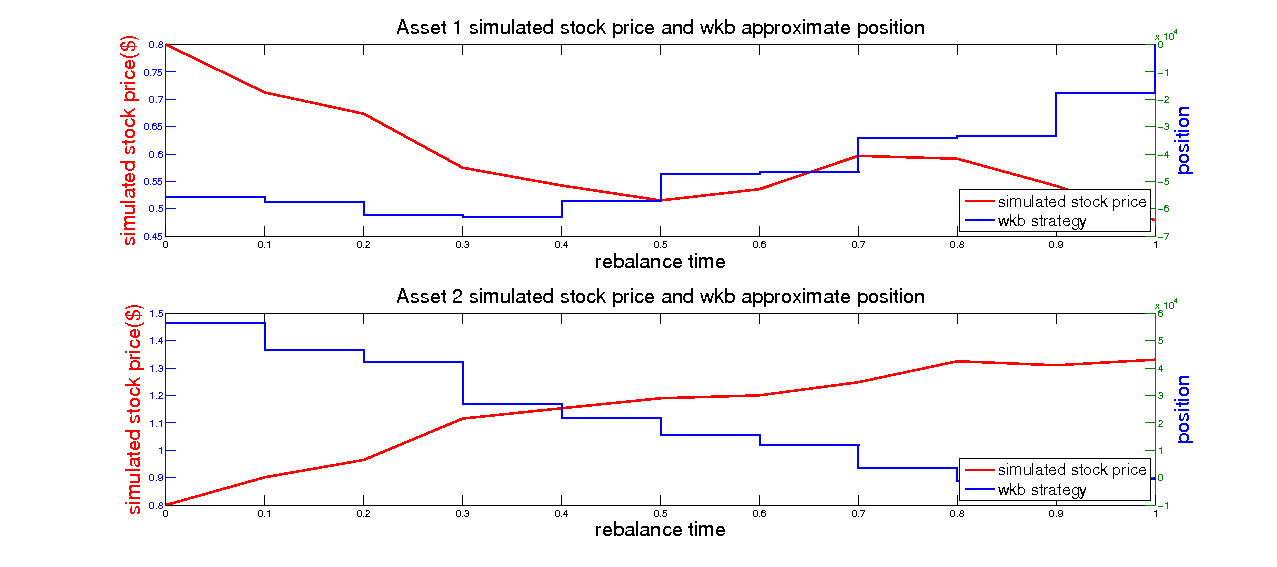 Asset 1 simulated stock price and wkb approximate position
x 10^4
simulated stock price($)
0.8
0.75
0.7
0.65
0.6
0.55
0.5
0.45
0
-1
-2
-3
-4
-5
-6
-7
position
simulated stock price
wkb strategy
0 0.1 0.2 0.3 0.4 0.5 0.6 0.7 0.8 0.9 1
rebalance time
Asset 2 simulated stock price and wkb approximate position
x 10^4
simulated stock price($)
1.5
1.4
1.3
1.2
1.1
1
0.9
0.8
6
5
4
3
2
1
0
-1
position
simulated stock price
wkb strategy
0 0.1 0.2 0.3 0.4 0.5 0.6 0.7 0.8 0.9 1
rebalance time